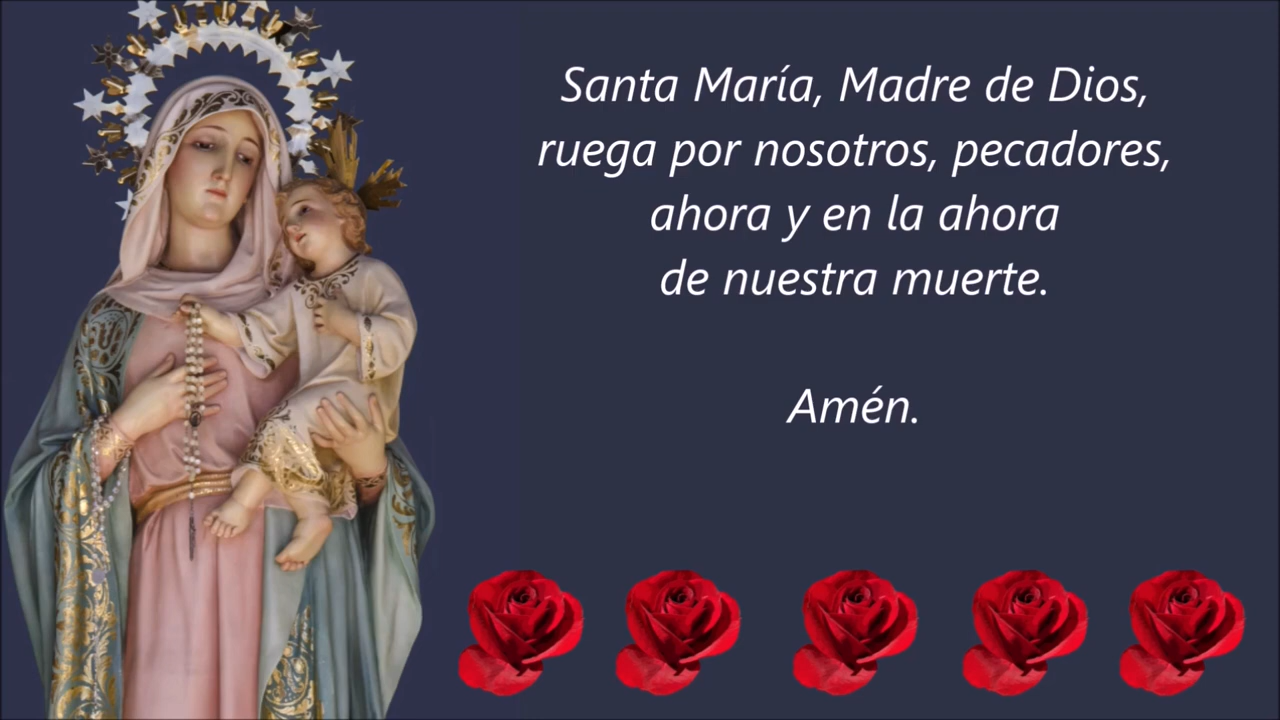 Santa María, Madre de Dios,
ruega por nosotros, pecadores,
ahora y en la ahora
de nuestra muerte.
Amén.